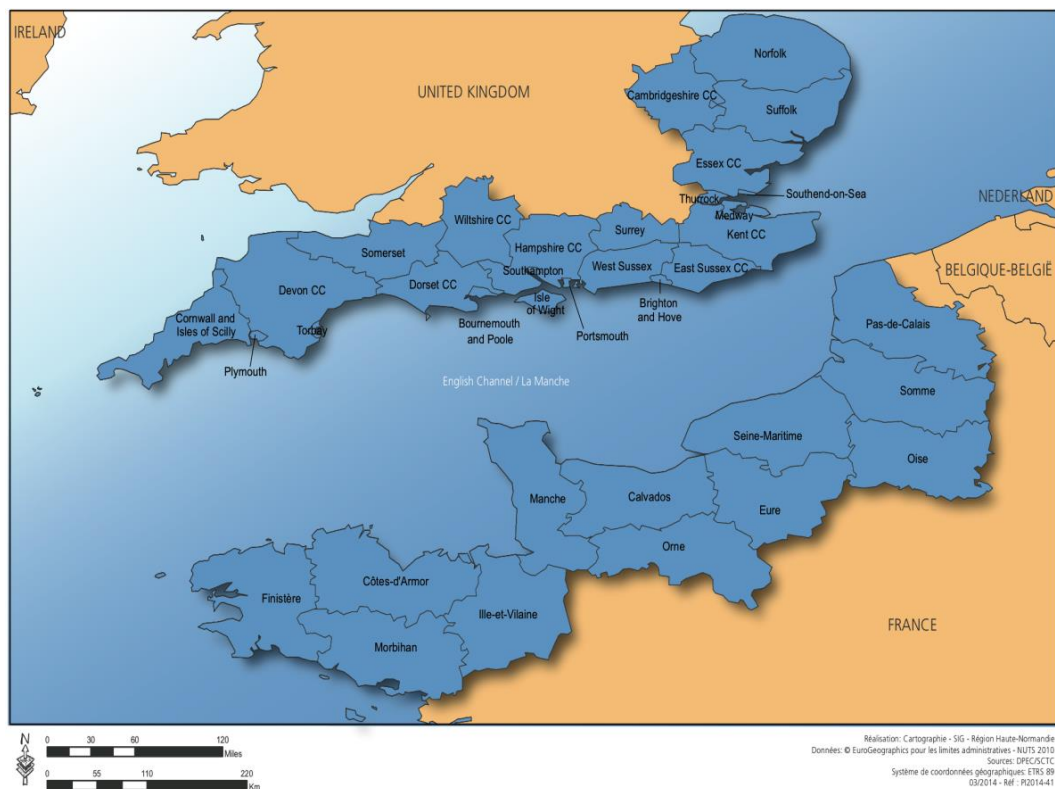 IRELAND
UNITED KINGDOM
Norfolk
Cambridgeshire CC
Suffolk
Essex CC
Thurrock
Southend-on-Sea
Medway
NEDERLAND
Wiltshire CC
Surrey
Kent CC
Somerset
Hampshire CC
Southampton
West Sussex
East Sussex CC
BELGIQUE-BELGIË
Devon CC
Dorset CC
Isle
of Wight
Brighton
and Hove
Cornwall and
Isles of Scilly
Torbay
Bournemouth
and Poole
Portsmouth
Pas-de-Calais
Plymouth
English Channel / La Manche
Somme
Seine-Maritime
Oise
Manche
Calvados
Eure
Orne
Côtes-d'Armor
Finistère
Ille-et-Vilaine
FRANCE
Morbihan
N
0 30 60 120
Miles
0 55 110 220
Km
Réalisation: Cartographie - SIG - Région Haute-Normandie
Données: © EuroGeographics pour les limites administratives - NUTS 2010
Sources: DPEC/SCTC
Système de coordonnées géographiques: ETRS 89
03/2014 - Réf : PI2014-41